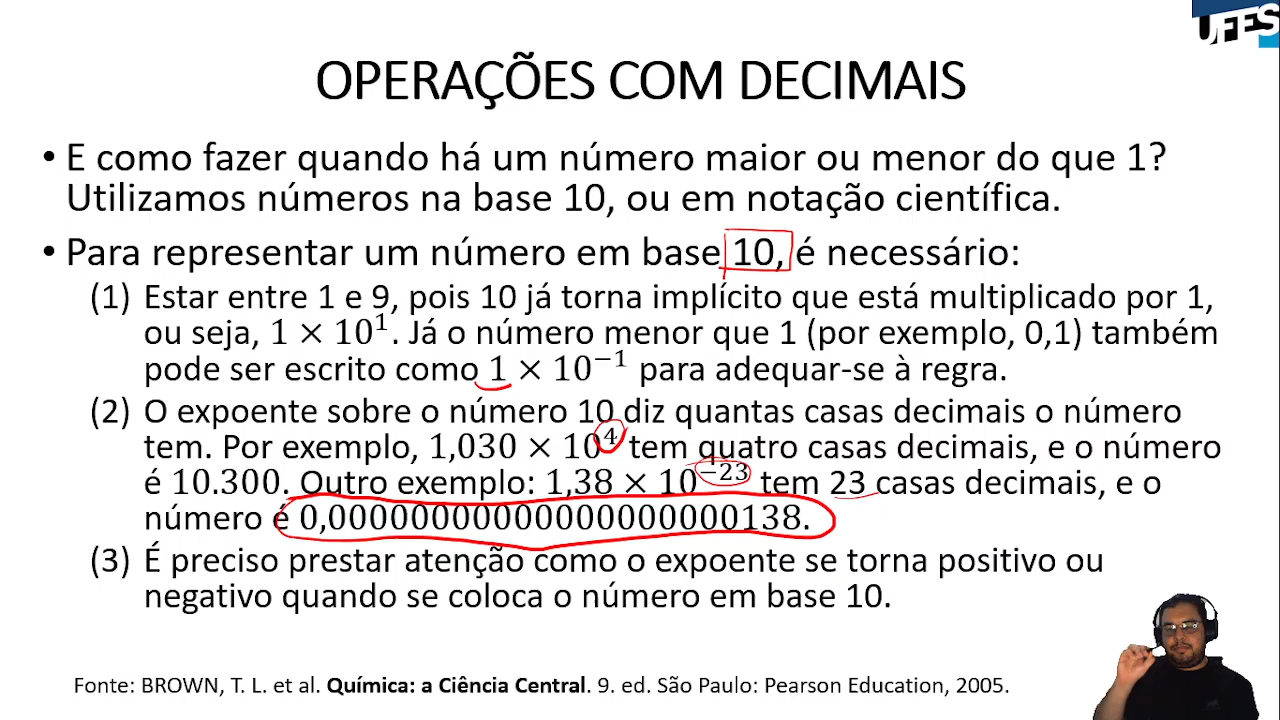 UFES
OPERAÇÕES COM DECIMAIS
• E como fazer quando há um número maior ou menor do que 1?
Utilizamos números na base 10, ou em notação científica.
• Para representar um número em base 10, é necessário:
(1) Estar entre 1 e 9, pois 10 já torna implícito que está multiplicado por 1,
ou seja, 1 × 10¹. Já o número menor que 1 (por exemplo, 0,1) também
pode ser escrito como 1 × 10⁻¹ para adequar-se à regra.
(2) O expoente sobre o número 10 diz quantas casas decimais o número
tem. Por exemplo, 1,030 × 10⁴ tem quatro casas decimais, e o número
é 10.300. Outro exemplo: 1,38 × 10⁻²³ tem 23 casas decimais, e o
número é 0,0000000000000000000000138.
(3) É preciso prestar atenção como o expoente se torna positivo ou
negativo quando se coloca o número em base 10.
Fonte: BROWN, T. L. et al. Química: a Ciência Central. 9. ed. São Paulo: Pearson Education, 2005.